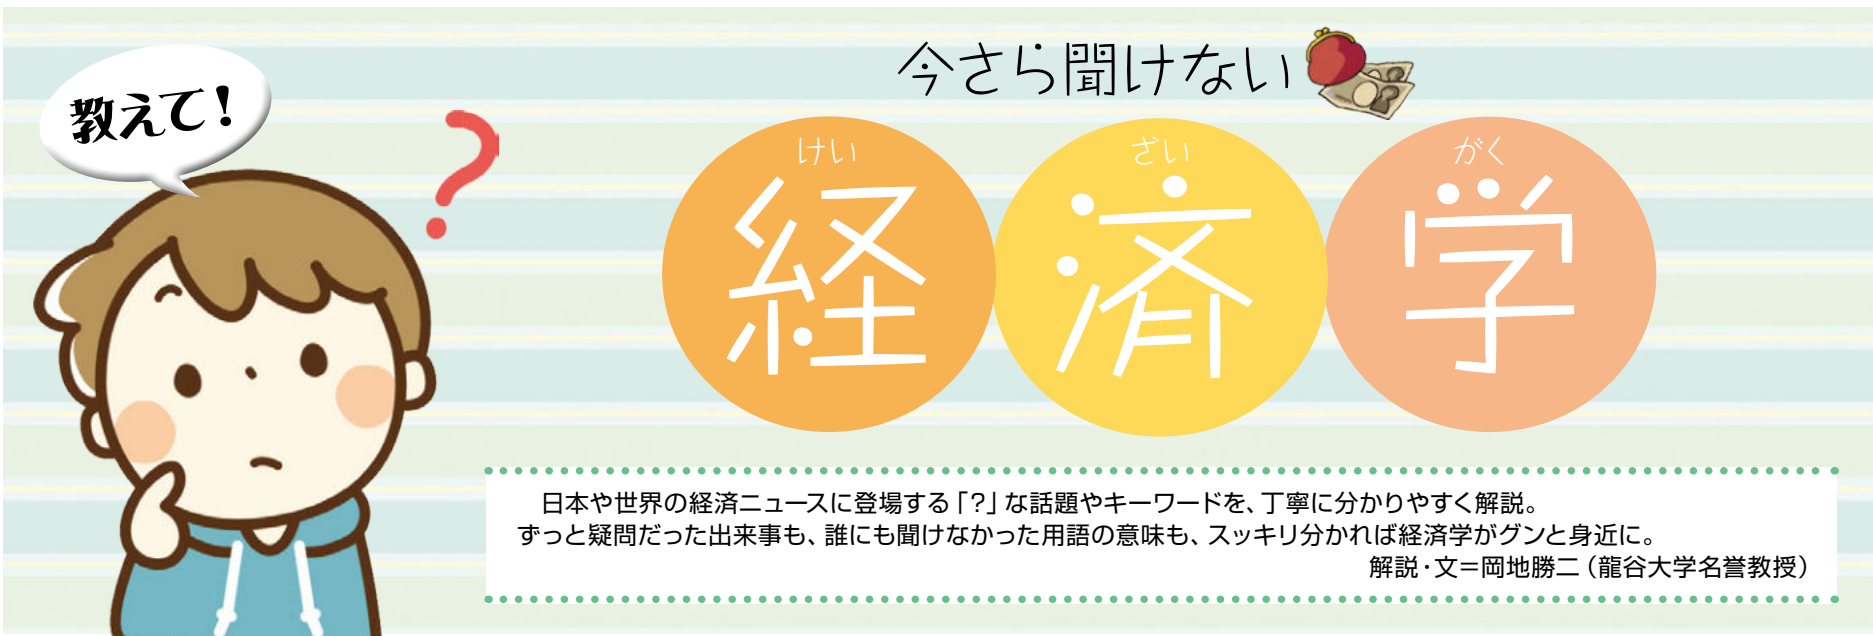 教えて!
?
今さら聞けない
けい ざい がく
経済学
日本や世界の経済ニュースに登場する「?」な話題やキーワードを、丁寧に分かりやすく解説。
ずっと疑問だった出来事も、誰にも聞けなかった用語の意味も、スッキリ分かれば経済学がグンと身近に。
解説・文=岡地勝二(龍谷大学名誉教授)